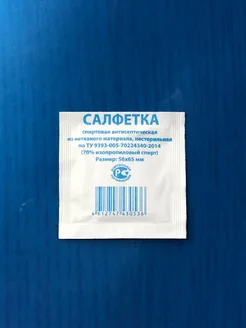 САЛФЕТКА
спиртовая антисептическая
из нетканого материала, нестерильная
по ТУ 9393-005-70224340-2014
(70% изопропиловый спирт)
Размер: 56х65 мм
4612747430538